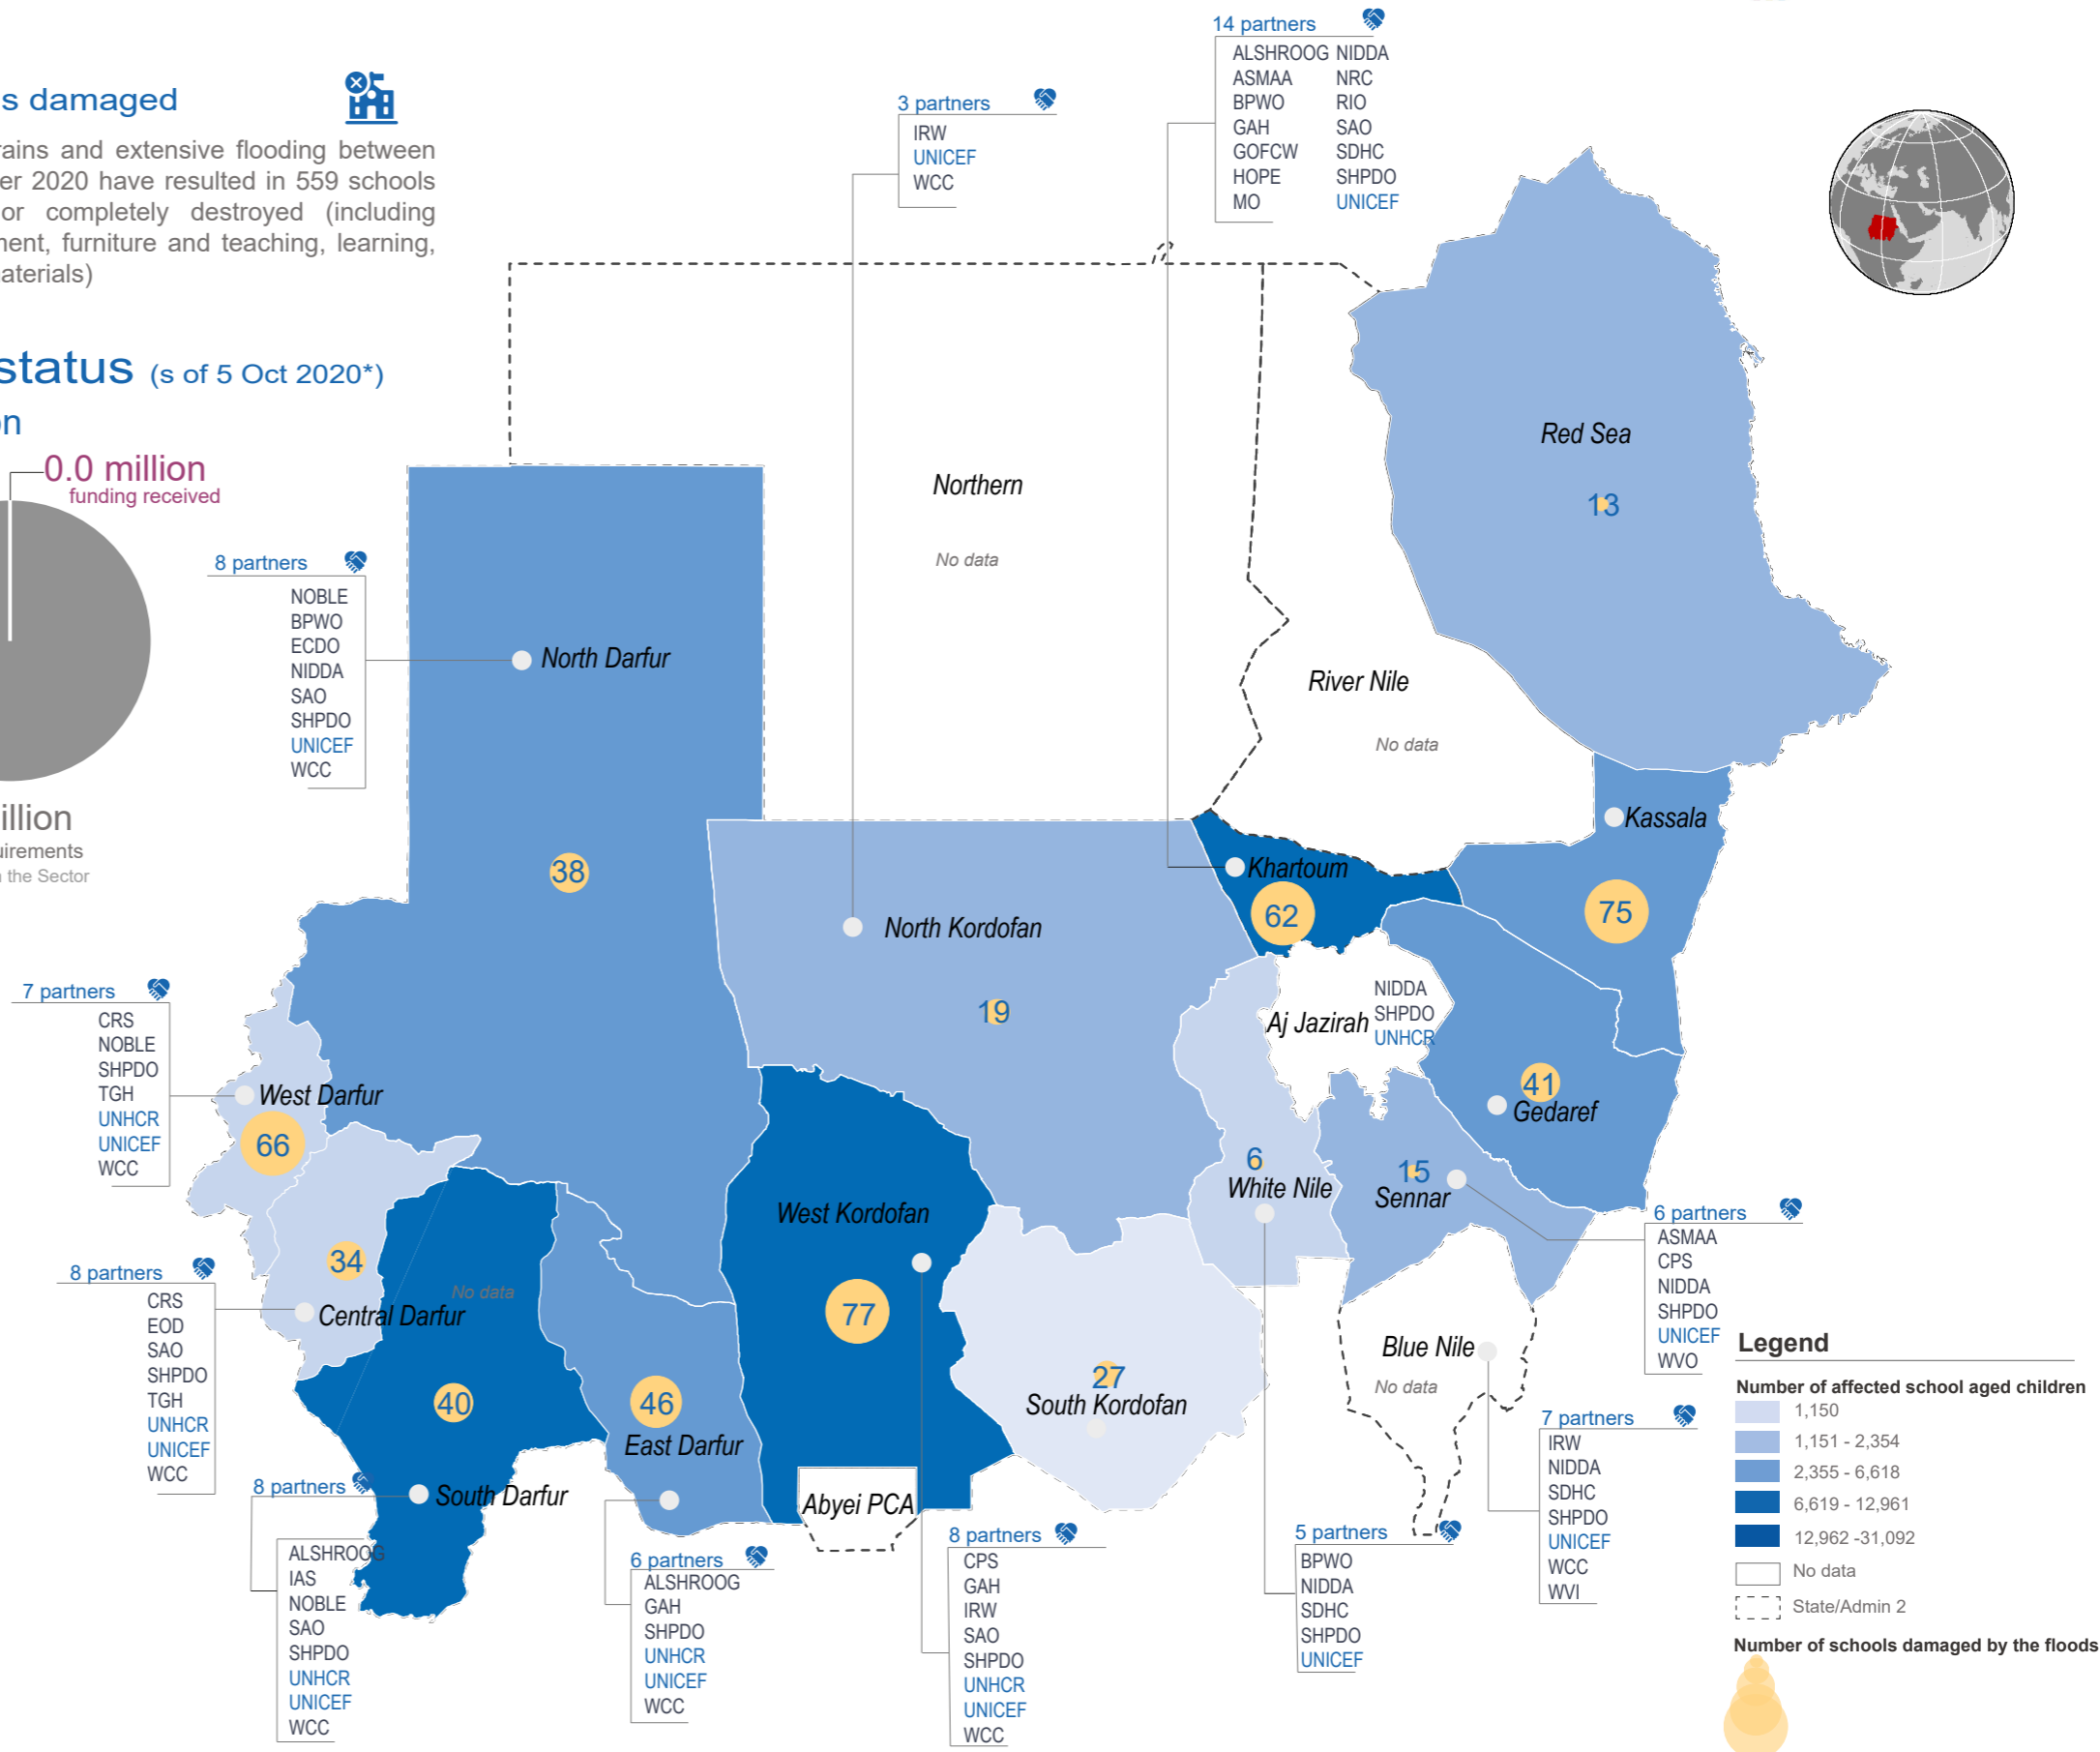 s damaged
rains and extensive flooding between
er 2020 have resulted in 559 schools
or completely destroyed (including
ment, furniture and teaching, learning,
aterials)
status (s of 5 Oct 2020*)
on
0.0 million
funding received
illion
uirements
the Sector
14 partners
ALSHROOG NIDDA
ASMAA NRC
BPWO RIO
GAH SAO
GOFCW SDHC
HOPE SHPDO
MO UNICEF
3 partners
IRW
UNICEF
WCC
8 partners
NOBLE
BPWO
ECDO
NIDDA
SAO
SHPDO
UNICEF
WCC
Northern
No data
Red Sea
13
North Darfur
38
River Nile
No data
Kassala
75
Khartoum
62
North Kordofan
19
Aj Jazirah
NIDDA
SHPDO
UNHCR
41
Gedaref
7 partners
CRS
NOBLE
SHPDO
TGH
UNHCR
UNICEF
WCC
West Darfur
66
6
White Nile
15
Sennar
West Kordofan
77
34
Central Darfur
No data
8 partners
CRS
EOD
SAO
SHPDO
TGH
UNHCR
UNICEF
WCC
40
South Darfur
46
East Darfur
27
South Kordofan
Blue Nile
No data
Abyei PCA
6 partners
ASMAA
CPS
NIDDA
SHPDO
UNICEF
WVO
8 partners
ALSHROOG
IAS
NOBLE
SAO
SHPDO
UNHCR
UNICEF
WCC
6 partners
ALSHROOG
GAH
SHPDO
UNHCR
UNICEF
WCC
8 partners
CPS
GAH
IRW
SAO
SHPDO
UNHCR
UNICEF
WCC
5 partners
BPWO
NIDDA
SDHC
SHPDO
UNICEF
7 partners
IRW
NIDDA
SDHC
SHPDO
UNICEF
WCC
WVI
Legend
Number of affected school aged children
1,150
1,151 - 2,354
2,355 - 6,618
6,619 - 12,961
12,962 -31,092
No data
State/Admin 2
Number of schools damaged by the floods